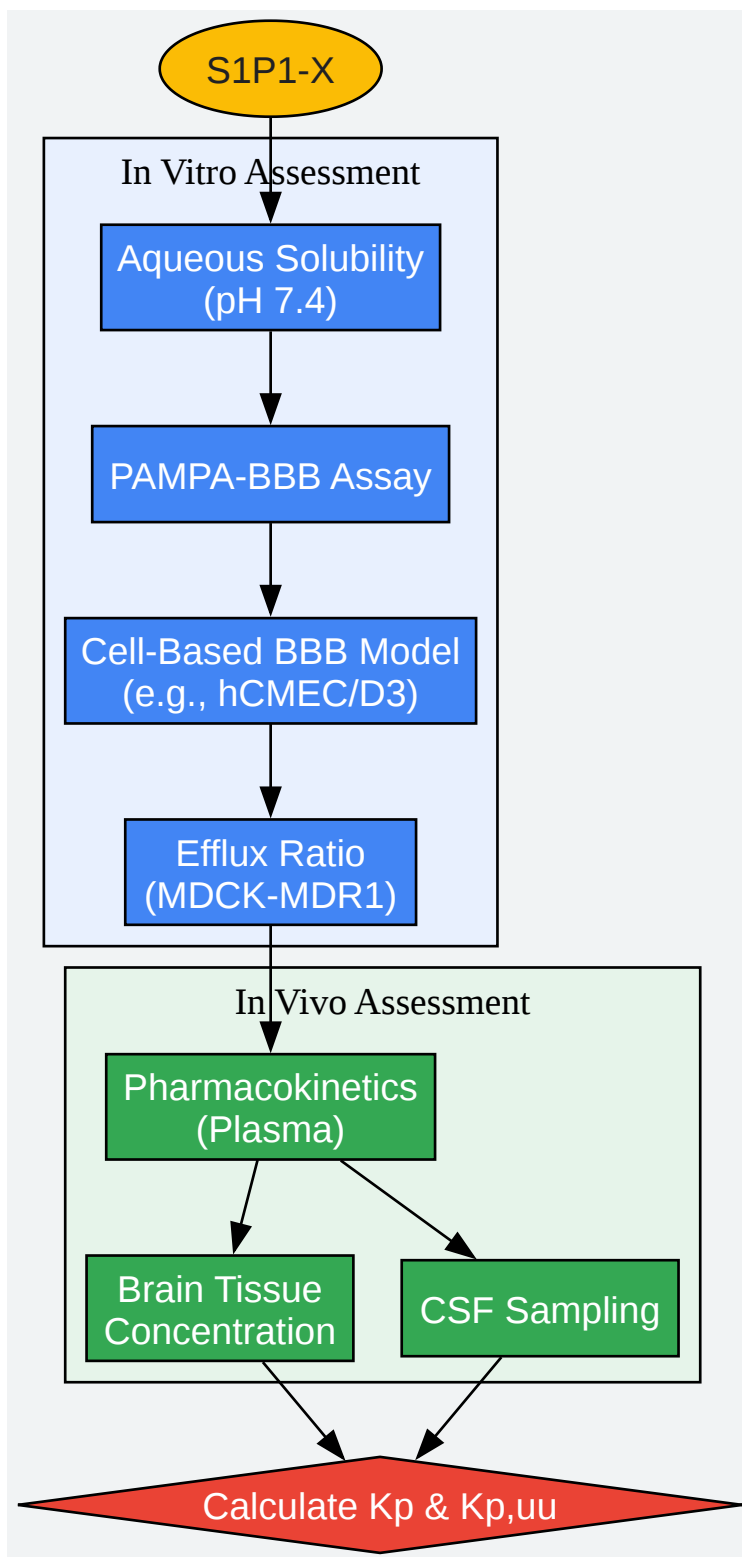 S1P1-X
In Vitro Assessment
Aqueous Solubility
(pH 7.4)
PAMPA-BBB Assay
Cell-Based BBB Model
(e.g., hCMEC/D3)
Efflux Ratio
(MDCK-MDR1)
In Vivo Assessment
Pharmacokinetics
(Plasma)
Brain Tissue
Concentration
CSF Sampling
Calculate Kp & Kp,uu